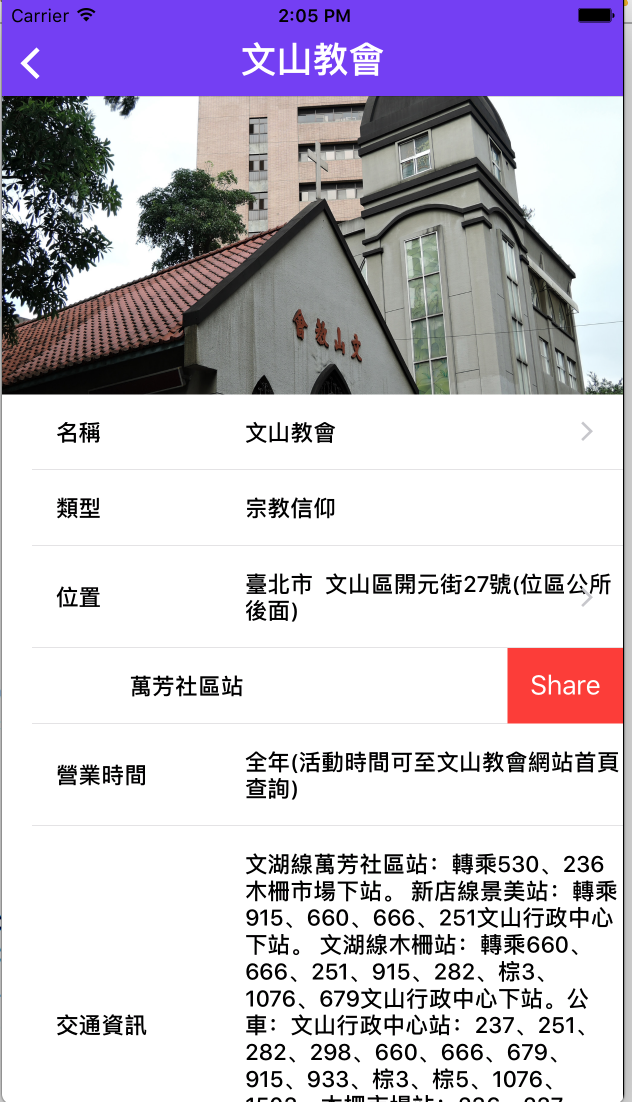 Carrier 2:05 PM
文山教會
文山教會
名稱 文山教會
類型 宗教信仰
位置 臺北市 文山區開元街27號(位區公所
後面)
萬芳社區站 Share
營業時間 全年(活動時間可至文山教會網站首頁
查詢)
交通資訊
文湖線萬芳社區站：轉乘530、236
木柵市場下站。 新店線景美站：轉乘
915、660、666、251文山行政中心
下站。 文湖線木柵站：轉乘660、
666、251、915、282、棕3、
1076、679文山行政中心下站。公
車：文山行政中心站：237、251、
282、298、660、666、679、
915、933、棕3、棕5、1076、